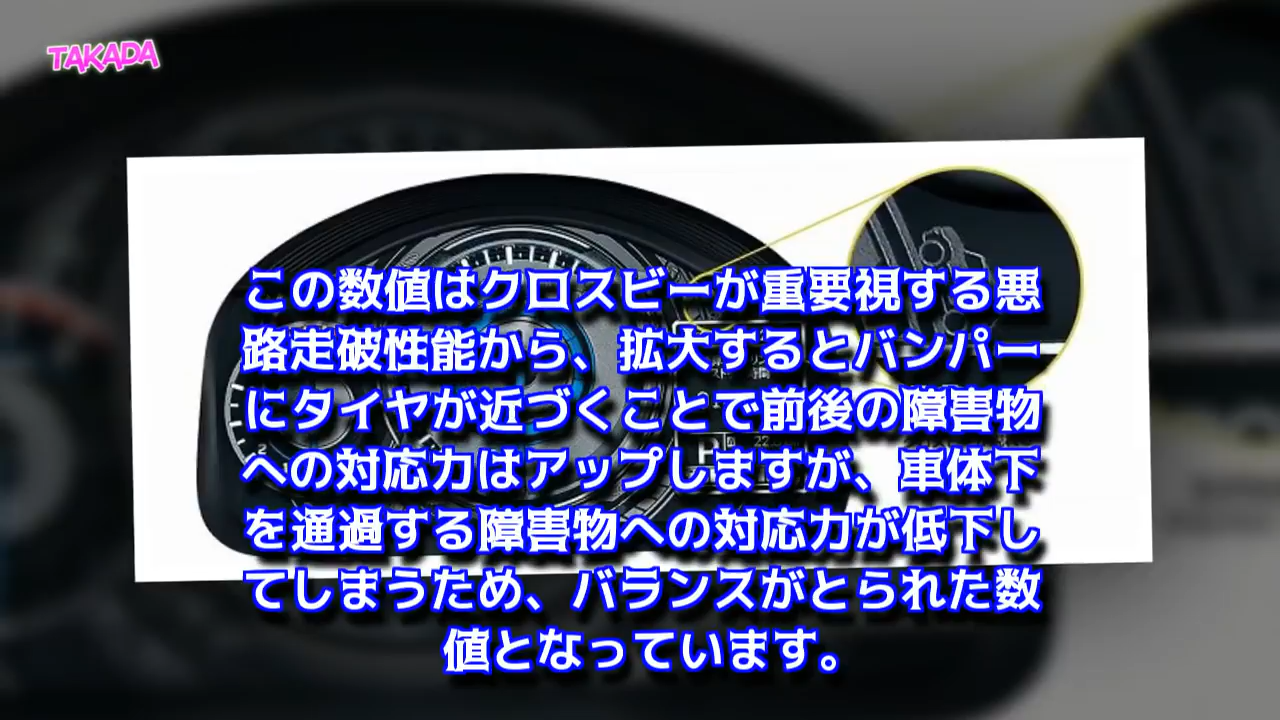 TAKADA
この数値はクロスビーが重要視する悪
路走破性能から、拡大するとバンパー
にタイヤが近づくことで前後の障害物
への対応力はアップしますが、車体下
を通過する障害物への対応力が低下し
てしまうため、バランスがとられた数
値となっています。